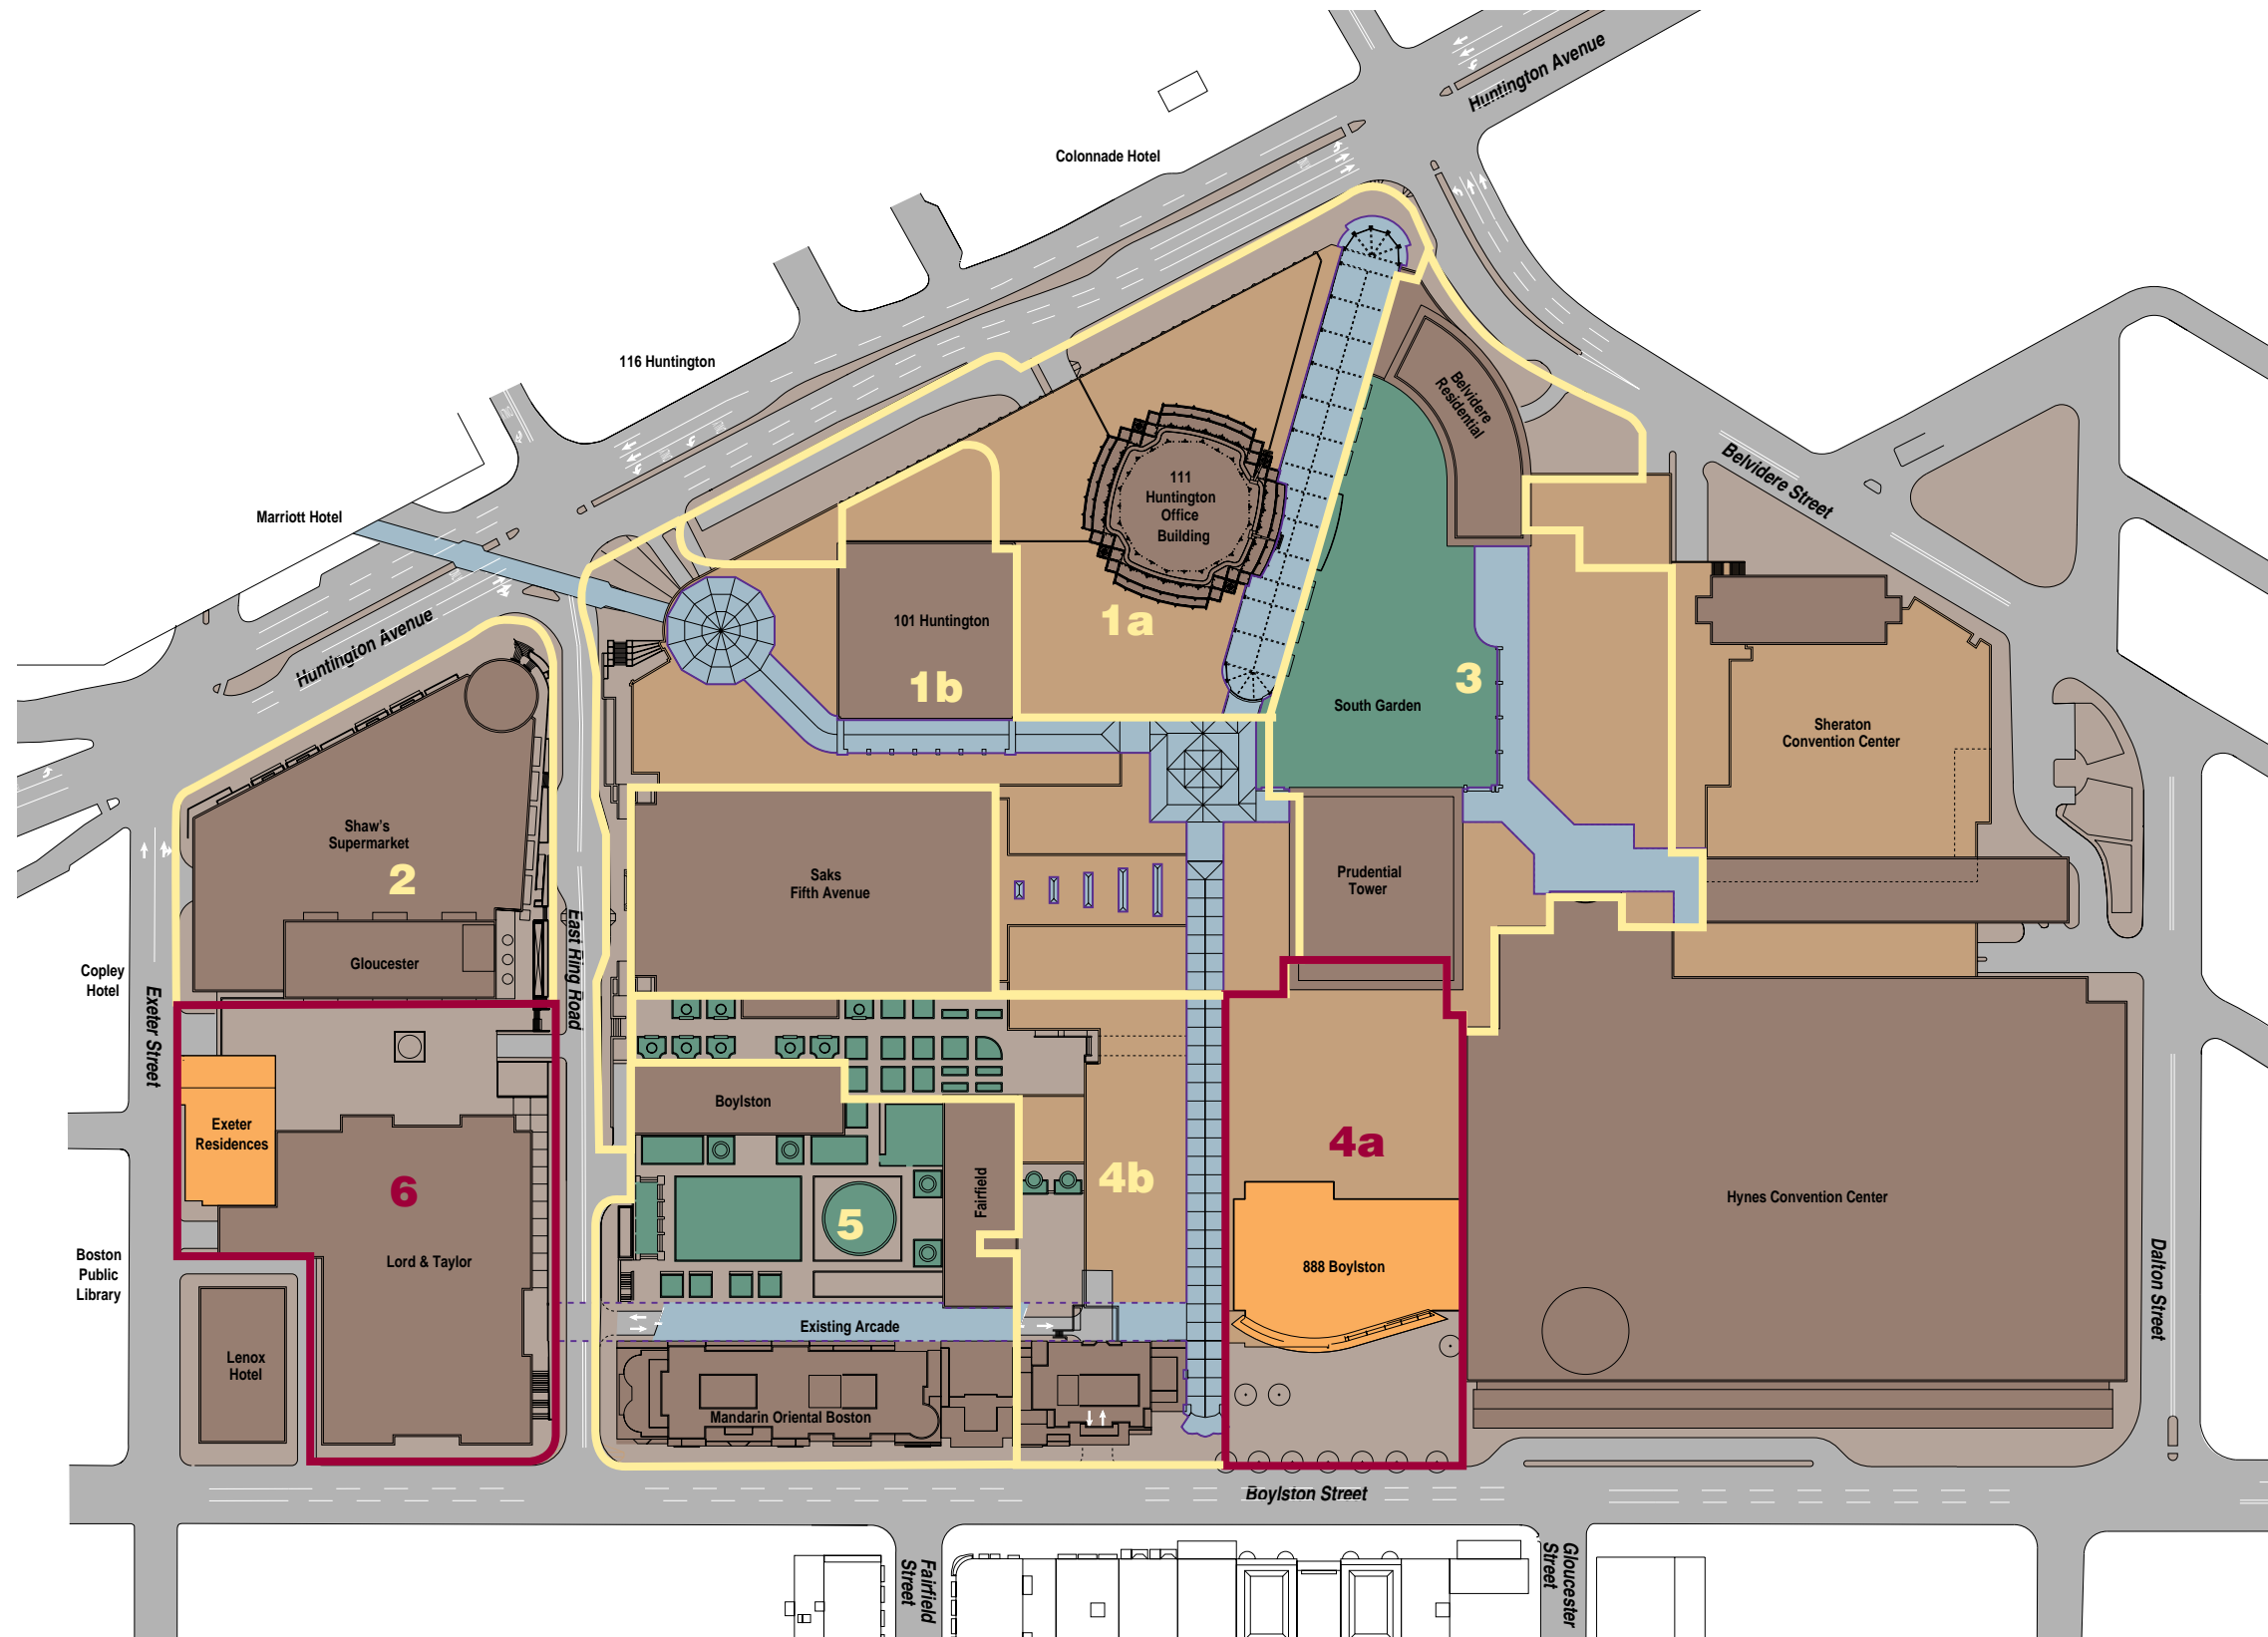 Huntington Avenue
Colonnade Hotel
116 Huntington
Belvidere
Residential
Belvidere Street
Marriott Hotel
111
Huntington
Office
Building
101 Huntington
1a
1b
Huntington Avenue
3
South Garden
Sheraton
Convention Center
Shaw's
Supermarket
2
Saks
Fifth Avenue
Prudential
Tower
Gloucester
East Ring Road
Copley
Hotel
Exeter Street
Boylston
Exeter
Residences
6
Fairfield
4b
4a
5
Hynes Convention Center
Lord & Taylor
Boston
Public
Library
888 Boylston
Dalton Street
Existing Arcade
Lenox
Hotel
Mandarin Oriental Boston
Boylston Street
Fairfield
Street
Gloucester
Street